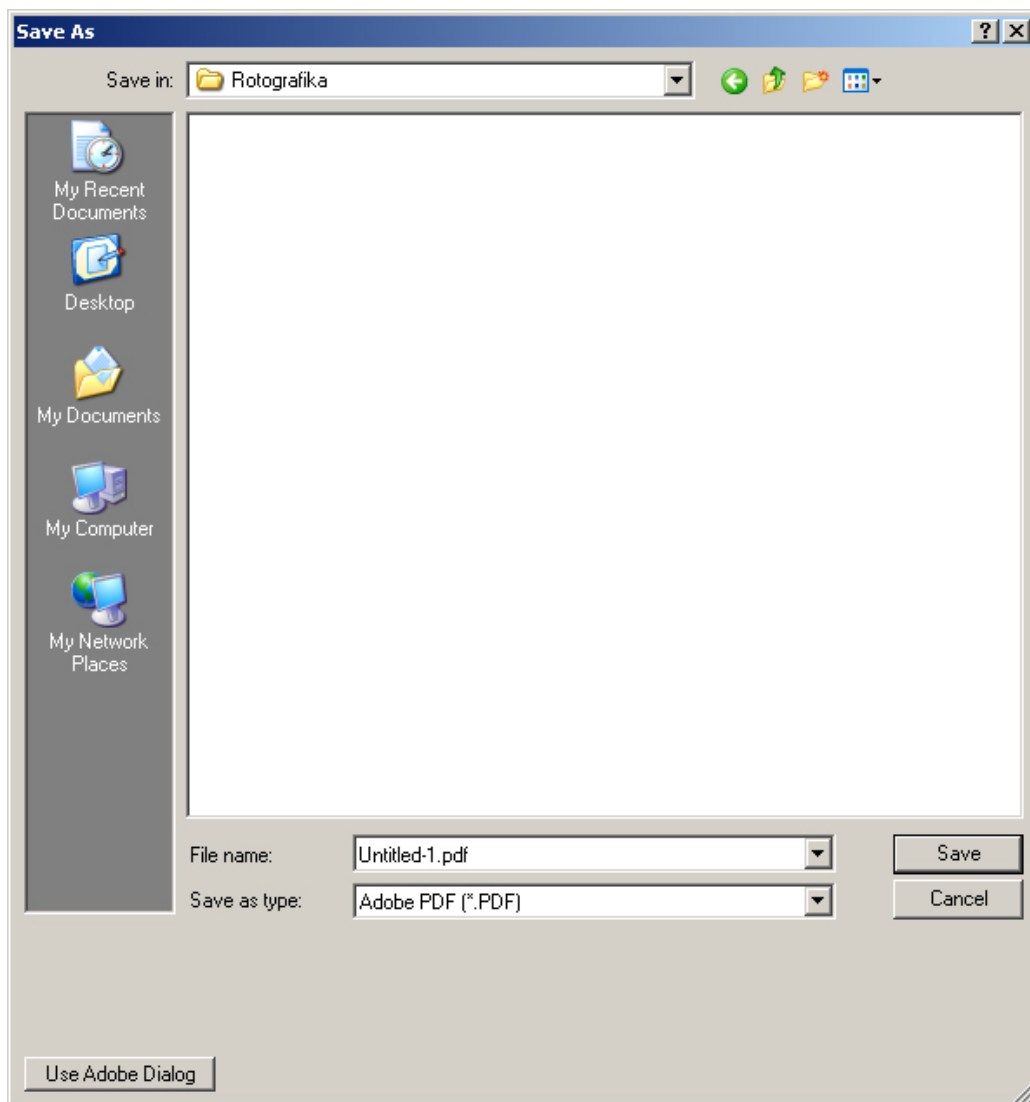 Save As
Save in:
Rotografika
My Recent
Documents
Desktop
My Documents
My Computer
My Network
Places
File name:
Untitled-1.pdf
Save
Save as type:
Adobe PDF (*.PDF)
Cancel
Use Adobe Dialog